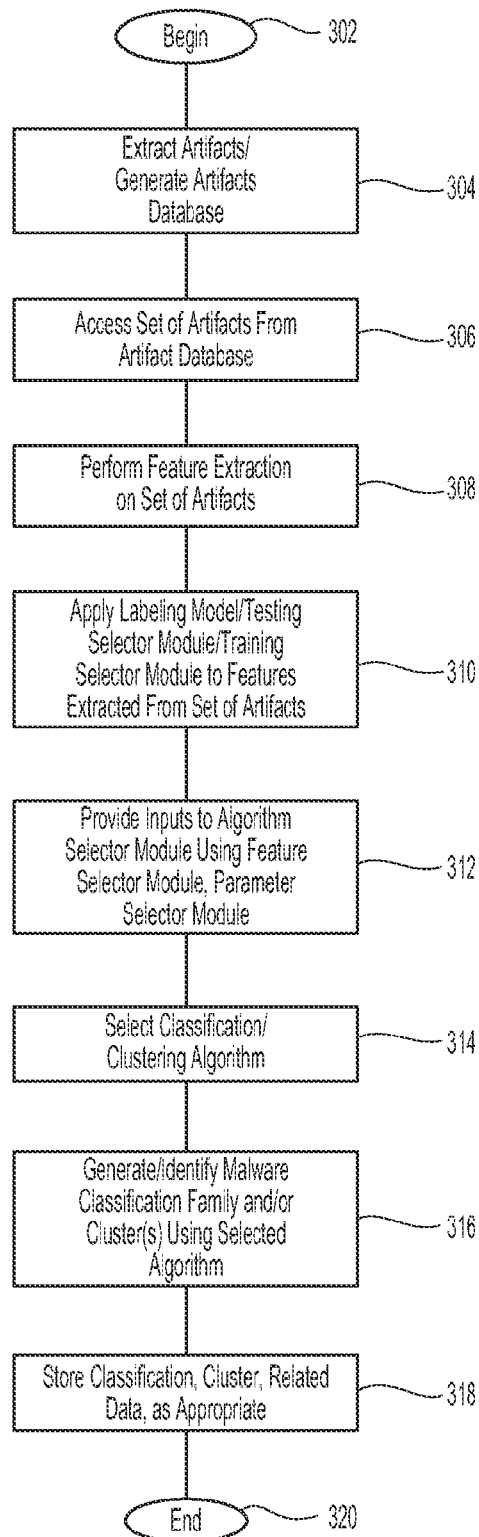 Begin
302
Extract Artifacts/
Generate Artifacts
Database
304
Access Set of Artifacts From
Artifact Database
306
Perform Feature Extraction
on Set of Artifacts
308
Apply Labeling Model/Testing
Selector Module/Training
Selector Module to Features
Extracted From Set of Artifacts
310
Provide Inputs to Algorithm
Selector Module Using Feature
Selector Module, Parameter
Selector Module
312
Select Classification/
Clustering Algorithm
314
Generate/Identify Malware
Classification Family and/or
Cluster(s) Using Selected
Algorithm
316
Store Classification, Cluster, Related
Data, as Appropriate
318
End
320